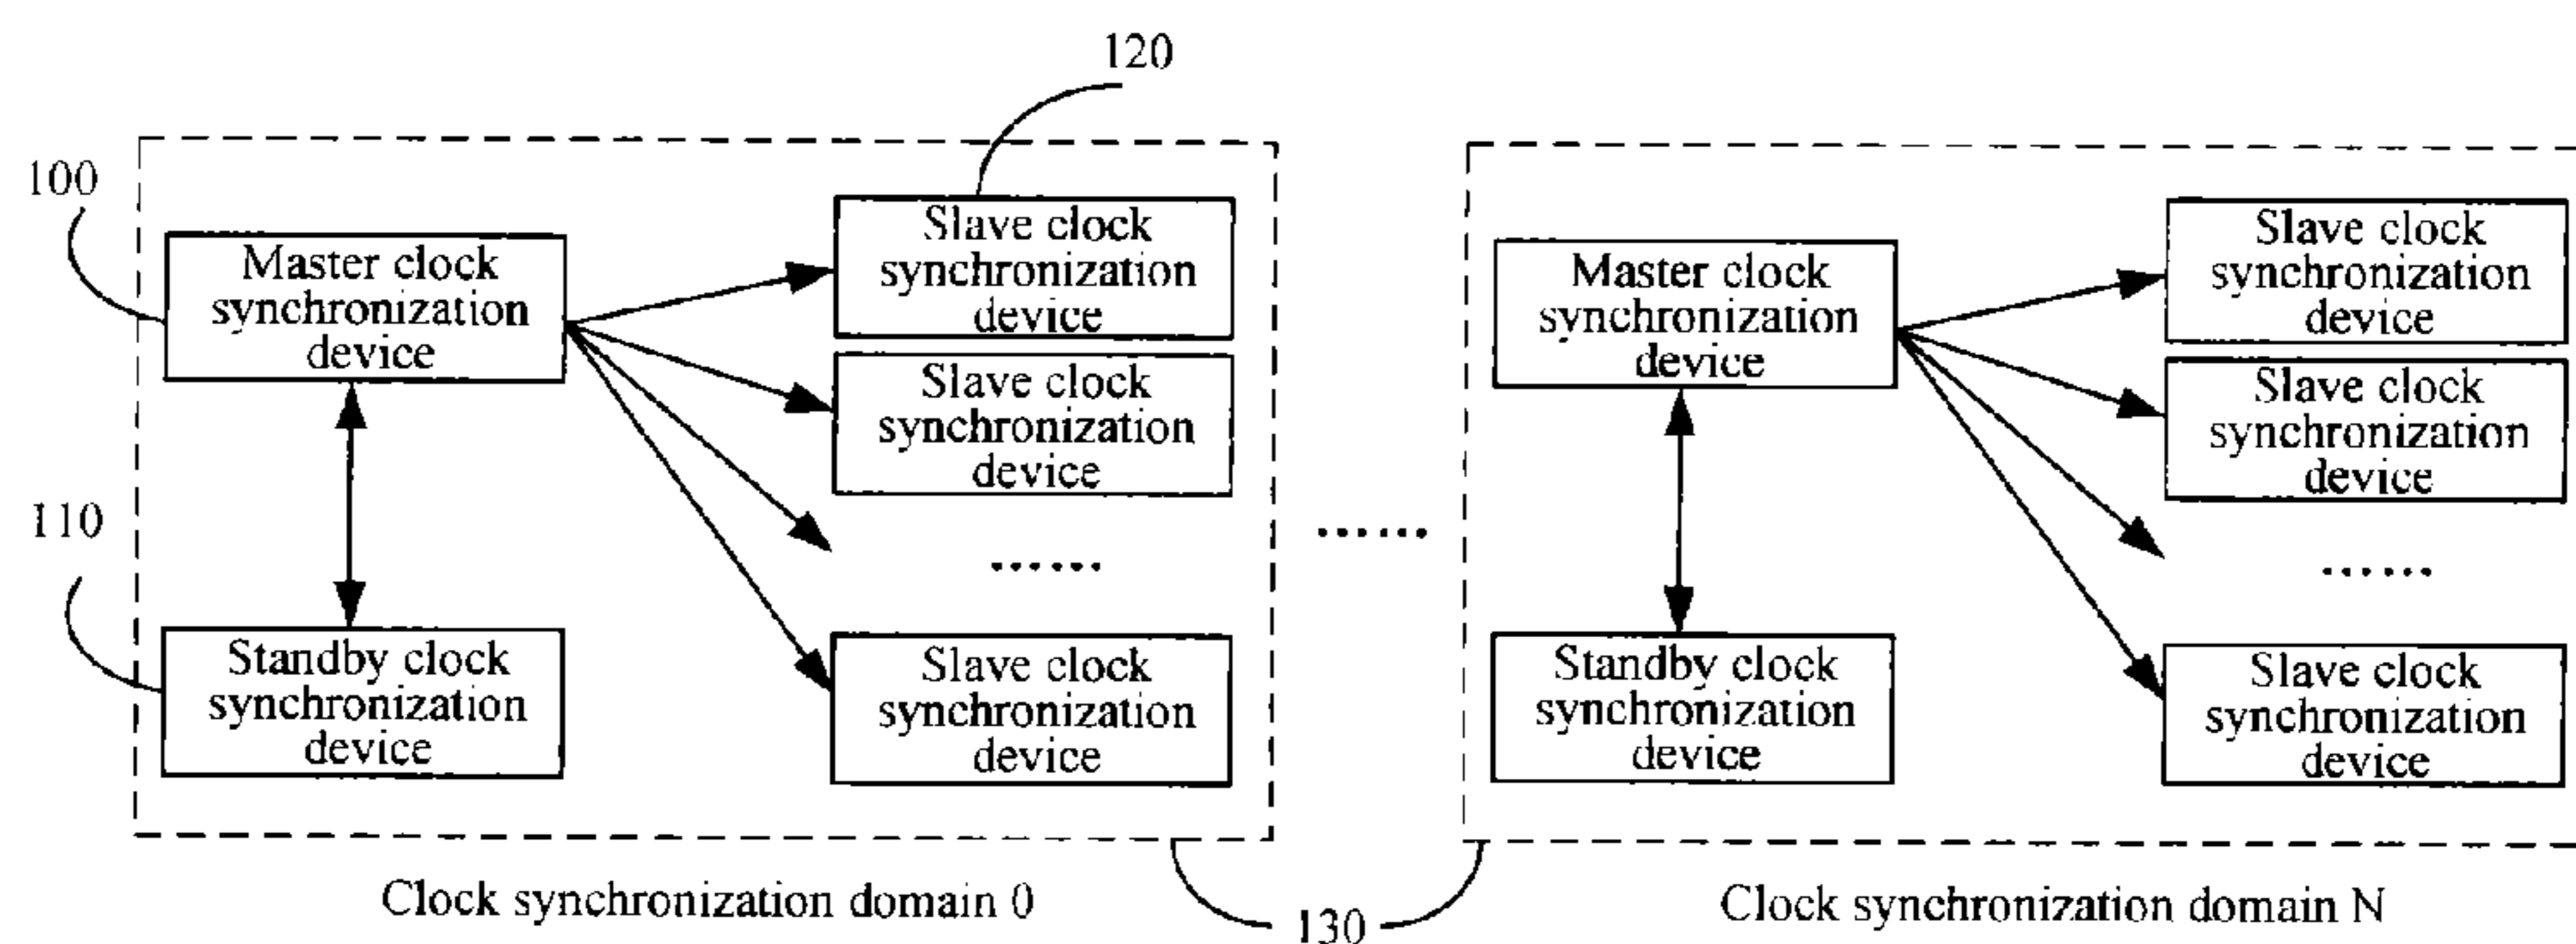 120
100
Master clock
synchronization
device
Slave clock
synchronization
device
Slave clock
synchronization
device
......
110
Standby clock
synchronization
device
Slave clock
synchronization
device
Clock synchronization domain 0
......
Master clock
synchronization
device
Slave clock
synchronization
device
Slave clock
synchronization
device
......
Standby clock
synchronization
device
Slave clock
synchronization
device
Clock synchronization domain N
130